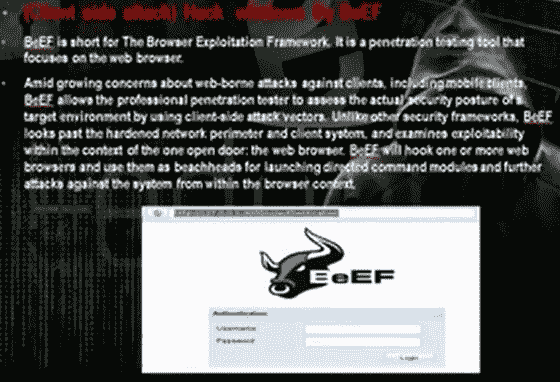 (Client side attack) Hack windows By BeEF
BeEF is short for The Browser Exploitation Framework. It is a penetration testing tool that
focuses on the web browser.
Amid growing concerns about web-borne attacks against clients, including mobile clients,
BeEF allows the professional penetration tester to assess the actual security posture of a
target environment by using client-side attack vectors. Unlike other security frameworks, BeEF
looks past the hardened network perimeter and client system, and examines exploitability
within the context of the one open door: the web browser. BeEF will hook one or more web
browsers and use them as beachheads for launching directed command modules and further
attacks against the system from within the browser context.
BeEF
Authentication
Username
Password
Login